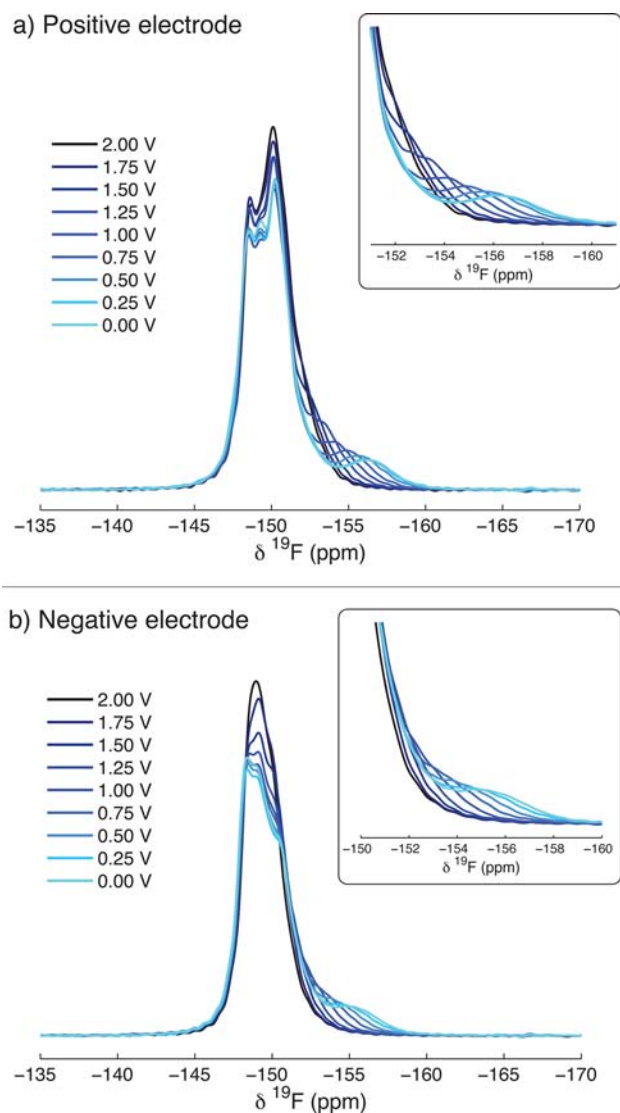 a) Positive electrode
2.00 V
1.75 V
1.50 V
1.25 V
1.00 V
0.75 V
0.50 V
0.25 V
0.00 V
−152 −154 −156 −158 −160
δ ¹⁹F (ppm)
−135 −140 −145 −150 −155 −160 −165 −170
δ ¹⁹F (ppm)
b) Negative electrode
2.00 V
1.75 V
1.50 V
1.25 V
1.00 V
0.75 V
0.50 V
0.25 V
0.00 V
−150 −152 −154 −156 −158 −160
δ ¹⁹F (ppm)
−135 −140 −145 −150 −155 −160 −165 −170
δ ¹⁹F (ppm)